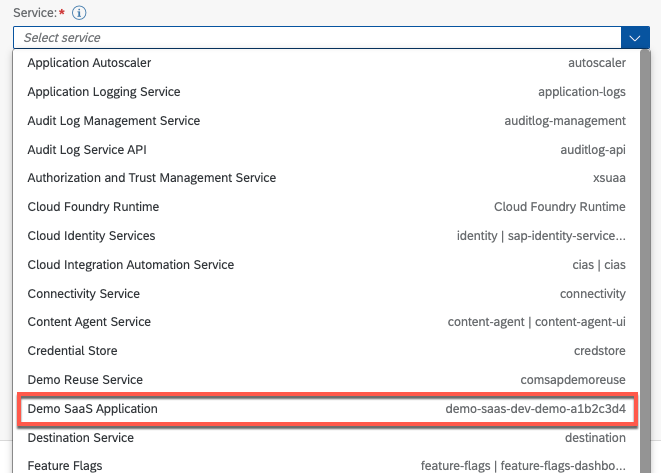 Service:* i
Select service
Application Autoscaler autoscaler
Application Logging Service application-logs
Audit Log Management Service auditlog-management
Audit Log Service API auditlog-api
Authorization and Trust Management Service xsuaa
Cloud Foundry Runtime Cloud Foundry Runtime
Cloud Identity Services identity | sap-identity-service...
Cloud Integration Automation Service cias | cias
Connectivity Service connectivity
Content Agent Service content-agent | content-agent-ui
Credential Store credstore
Demo Reuse Service comsapdemoreuse
Demo SaaS Application demo-saas-dev-demo-a1b2c3d4
Destination Service destination
Feature Flags feature-flags | feature-flags-dashbo...